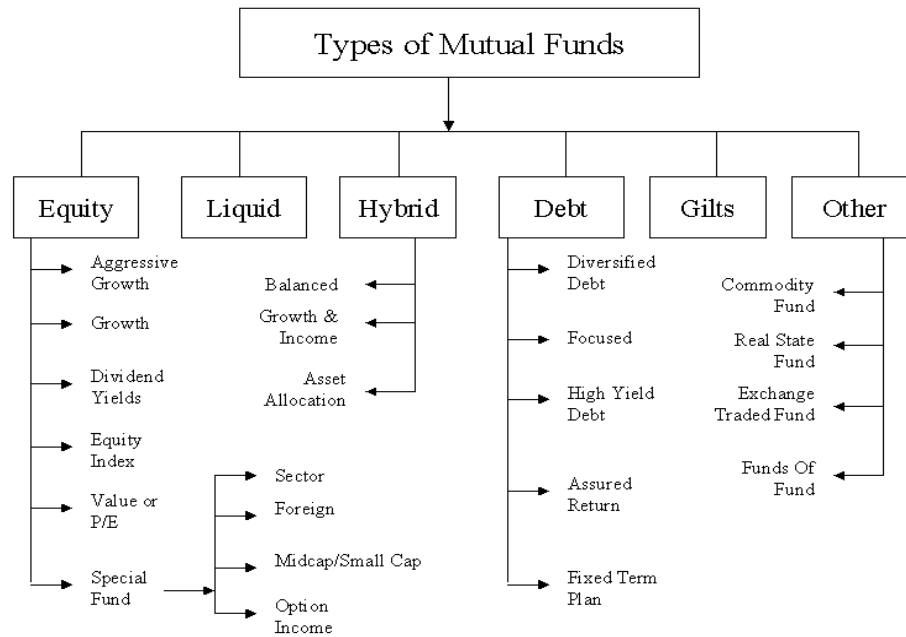 Types of Mutual Funds
Equity
Liquid
Hybrid
Debt
Gilts
Other
Aggressive
Growth
Growth
Dividend
Yields
Equity
Index
Value or
P/E
Special
Fund
Sector
Foreign
Midcap/Small Cap
Option
Income
Balanced
Growth &
Income
Asset
Allocation
Diversified
Debt
Focused
High Yield
Debt
Assured
Return
Fixed Term
Plan
Commodity
Fund
Real State
Fund
Exchange
Traded Fund
Funds Of
Fund